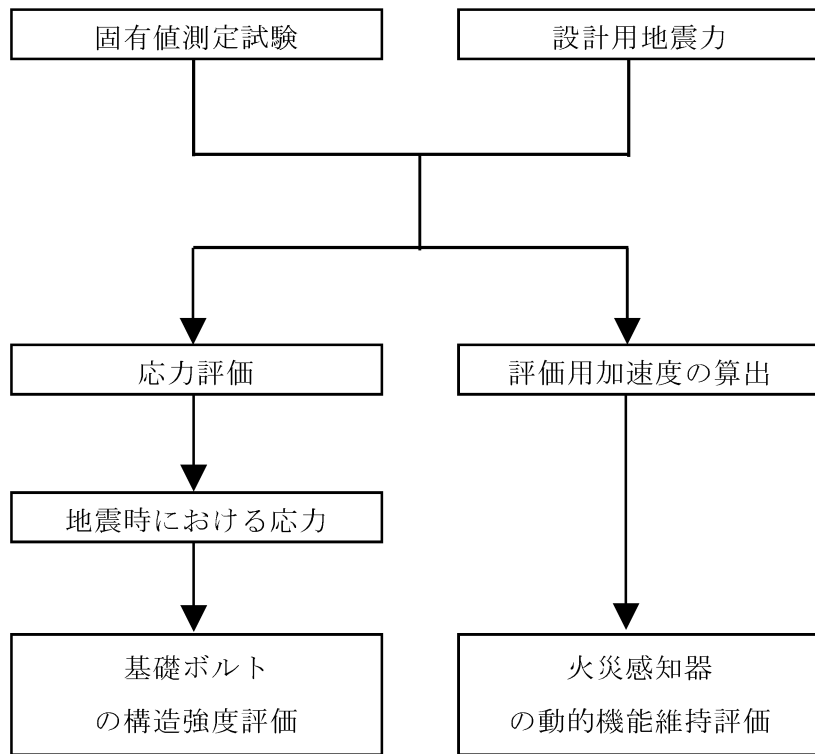 固有値測定試験
設計用地震力
応力評価
評価用加速度の算出
地震時における応力
基礎ボルト
の構造強度評価
火災感知器
の動的機能維持評価